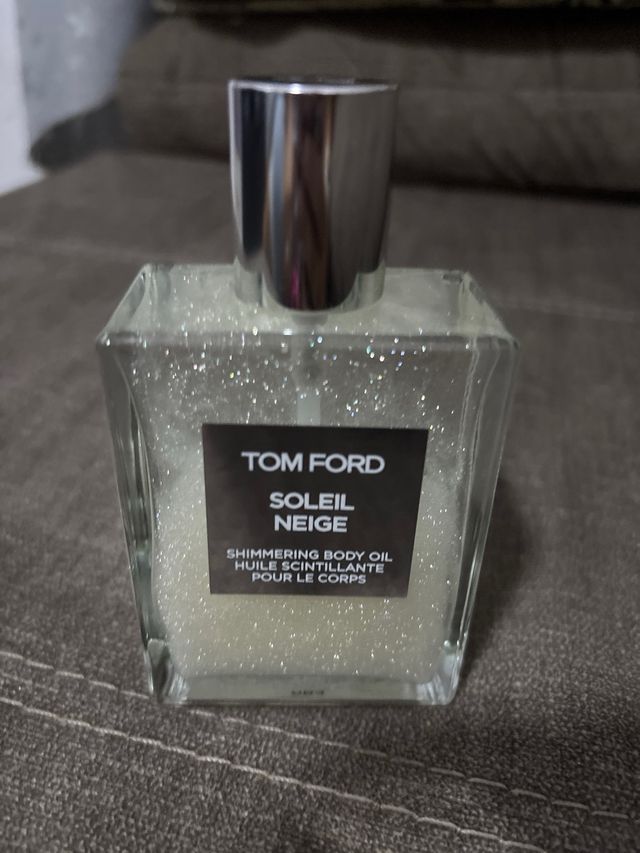 TOM FORD
SOLEIL
NEIGE
SHIMMERING BODY OIL
HUILE SCINTILLANTE
POUR LE CORPS